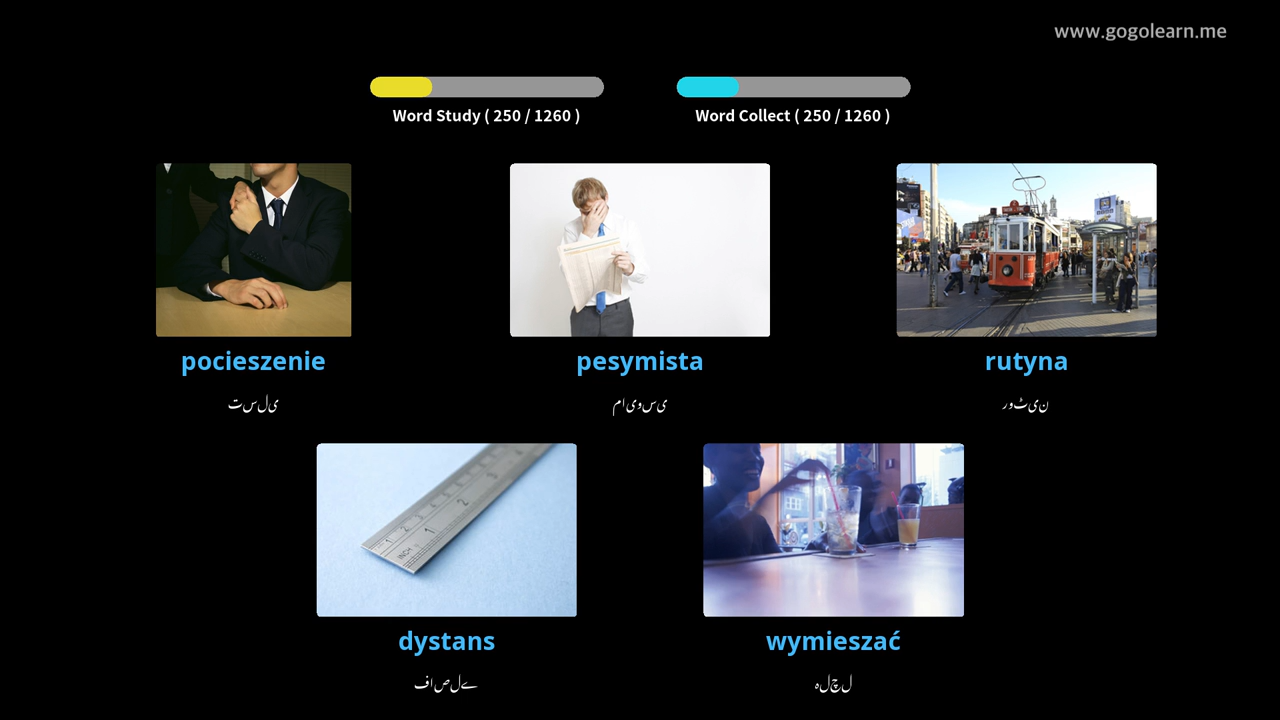 www.gogolearn.me
Word Study ( 250 / 1260 )
Word Collect ( 250 / 1260 )
pocieszenie
pesymista
rutyna
تسلی
مایوسی
روٹین
dystans
wymieszać
فاصلے
ہلچل